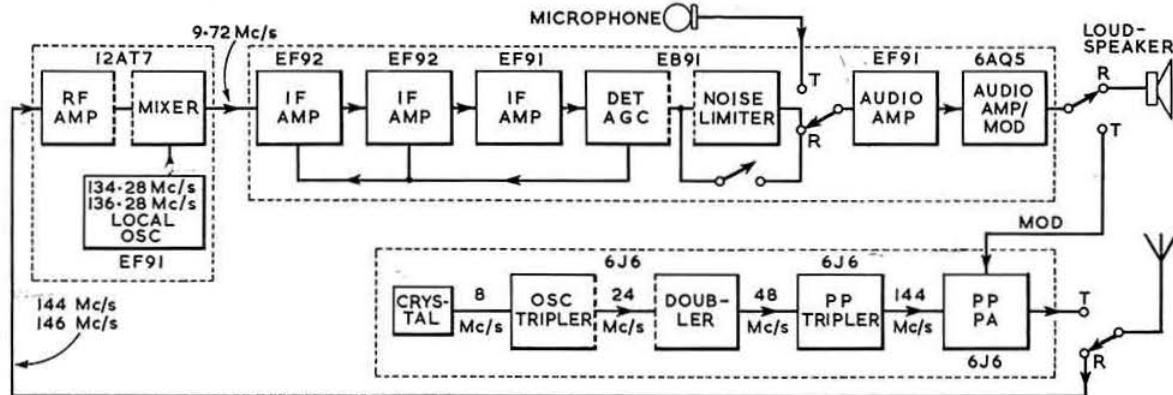 MICROPHONE
9·72 Mc/s
LOUD-
SPEAKER
12AT7
EF92
EF92
EF91
EB91
EF91
6AQ5
RF
AMP
MIXER
IF
AMP
IF
AMP
IF
AMP
DET
AGC
NOISE
LIMITER
T
R
AUDIO
AMP
AUDIO
AMP/
MOD
R
T
134·28 Mc/s
136·28 Mc/s
LOCAL
OSC
EF91
MOD
144 Mc/s
146 Mc/s
6J6
6J6
CRYS-
TAL
8
Mc/s
OSC
TRIPLER
24
Mc/s
DOUB-
LER
48
Mc/s
PP
TRIPLER
144
Mc/s
PP
PA
6J6
T
R